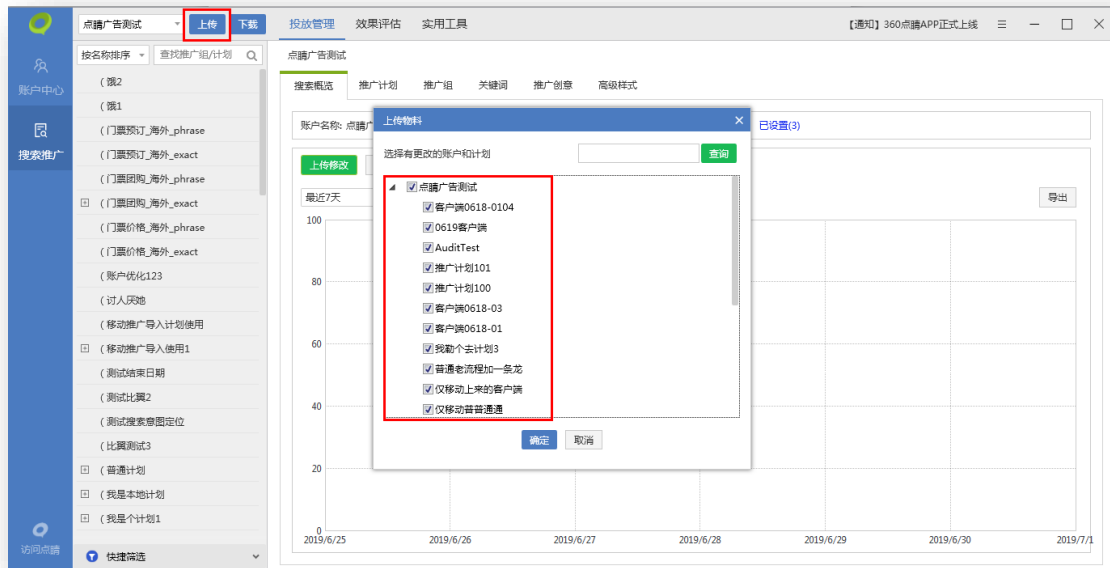 点睛广告测试
上传
下载
投放管理
效果评估
实用工具
【通知】360点睛APP正式上线
账户中心
搜索推广
访问点睛
按名称排序
查找推广组/计划
(饿2
(饿1
(门票预订_海外_phrase
(门票预订_海外_exact
(门票团购_海外_phrase
(门票团购_海外_exact
(门票价格_海外_phrase
(门票价格_海外_exact
(账户优化123
(讨人厌她
(移动推广导入计划使用
(移动推广导入使用1
(测试结束日期
(测试比翼2
(测试搜索意图定位
(比翼测试3
(普通计划
(我是本地计划
(我是个计划1
快捷筛选
点睛广告测试
搜索概览
推广计划
推广组
关键词
推广创意
高级样式
账户名称: 点睛广
已设置(3)
上传修改
最近7天
导出
上传物料
选择有更改的账户和计划
查询
点睛广告测试
客户端0618-0104
0619客户端
AuditTest
推广计划101
推广计划100
客户端0618-03
客户端0618-01
我勒个去计划3
普通老流程加一条龙
仅移动上来的客户端
仅移动普普通通
确定
取消
100
80
60
40
20
0
2019/6/25
2019/6/26
2019/6/27
2019/6/28
2019/6/29
2019/6/30
2019/7/1